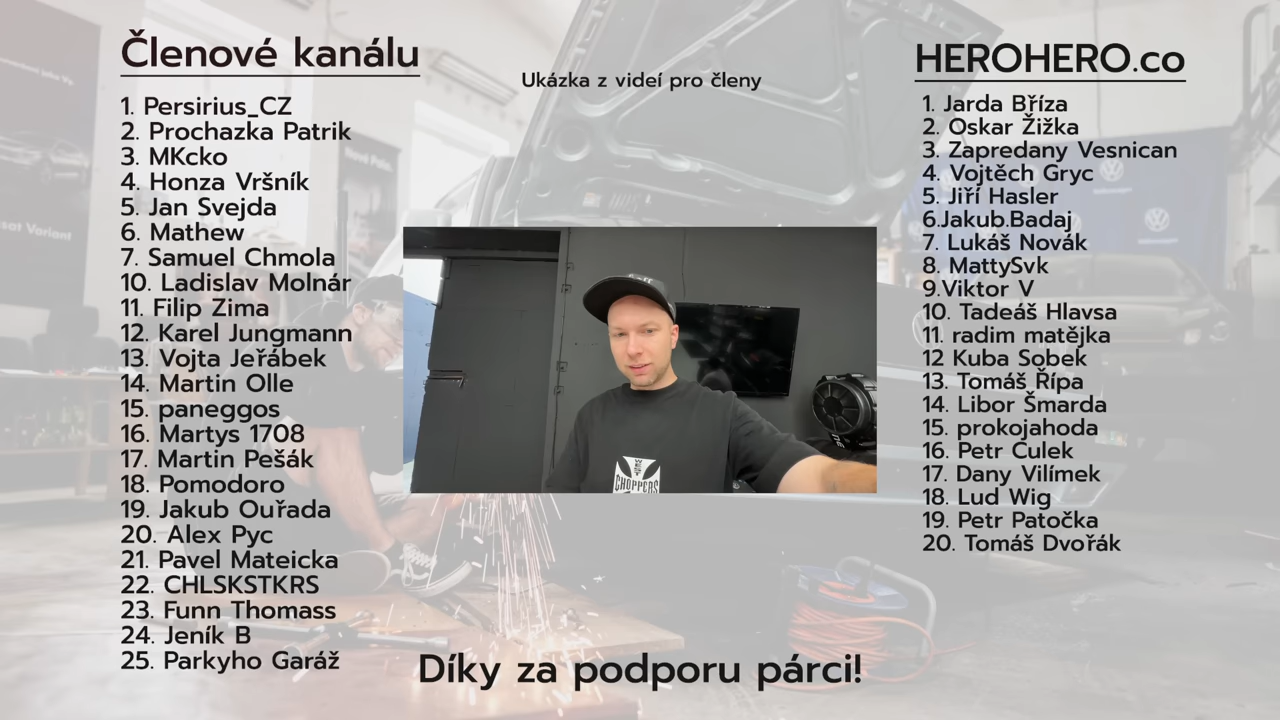 Členové kanálu
1. Persirius_CZ
2. Prochazka Patrik
3. MKcko
4. Honza Vršník
5. Jan Svejda
6. Mathew
7. Samuel Chmola
10. Ladislav Molnár
11. Filip Zima
12. Karel Jungmann
13. Vojta Jeřábek
14. Martin Olle
15. paneggos
16. Martys 1708
17. Martin Pešák
18. Pomodoro
19. Jakub Ouřada
20. Alex Pyc
21. Pavel Mateicka
22. CHLSKSTKRS
23. Funn Thomass
24. Jeník B
25. Parkyho Garáž
Ukázka z videí pro členy
WEST
CHOPPERS
Díky za podporu párci!
HEROHERO.co
1. Jarda Bříza
2. Oskar Žižka
3. Zapredany Vesnican
4. Vojtěch Gryc
5. Jiří Hasler
6.Jakub.Badaj
7. Lukáš Novák
8. MattySvk
9.Viktor V
10. Tadeáš Hlavsa
11. radim matějka
12 Kuba Sobek
13. Tomáš Řípa
14. Libor Šmarda
15. prokojahoda
16. Petr Culek
17. Dany Vilímek
18. Lud Wig
19. Petr Patočka
20. Tomáš Dvořák